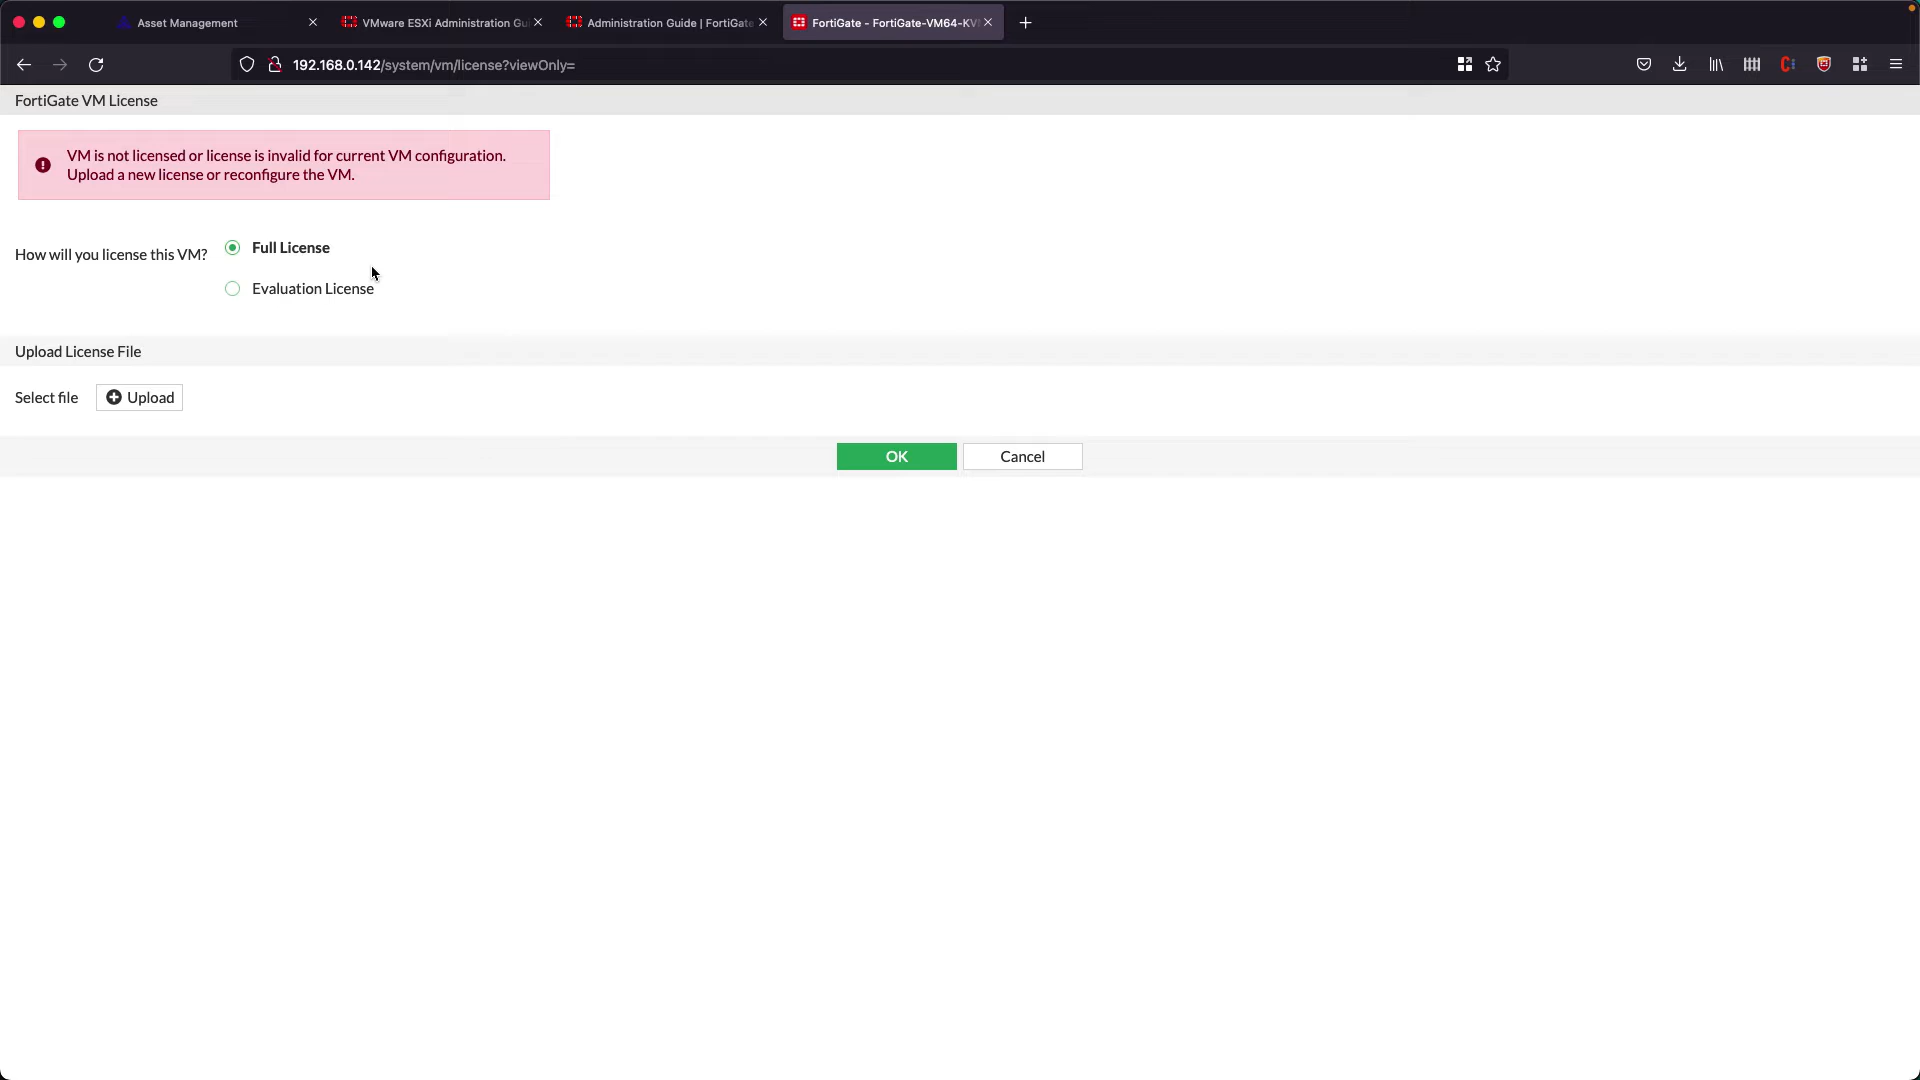 Asset Management
VMware ESXi Administration Gu
Administration Guide | FortiGate
FortiGate - FortiGate-VM64-KV
192.168.0.142/system/vm/license?viewOnly=
FortiGate VM License
VM is not licensed or license is invalid for current VM configuration.
Upload a new license or reconfigure the VM.
How will you license this VM?
Full License
Evaluation License
Upload License File
Select file
Upload
OK
Cancel